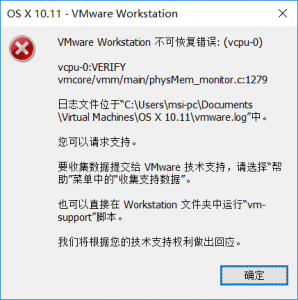 OS X 10.11 - VMware Workstation
VMware Workstation 不可恢复错误: (vcpu-0)
vcpu-0:VERIFY
vmcore/vmm/main/physMem_monitor.c:1279
日志文件位于“C:\Users\msi-pc\Documents
\Virtual Machines\OS X 10.11\vmware.log”中。
您可以请求支持。
要收集数据提交给 VMware 技术支持，请选择“帮
助”菜单中的“收集支持数据”。
也可以直接在 Workstation 文件夹中运行“vm-
support”脚本。
我们将根据您的技术支持权利做出回应。
确定